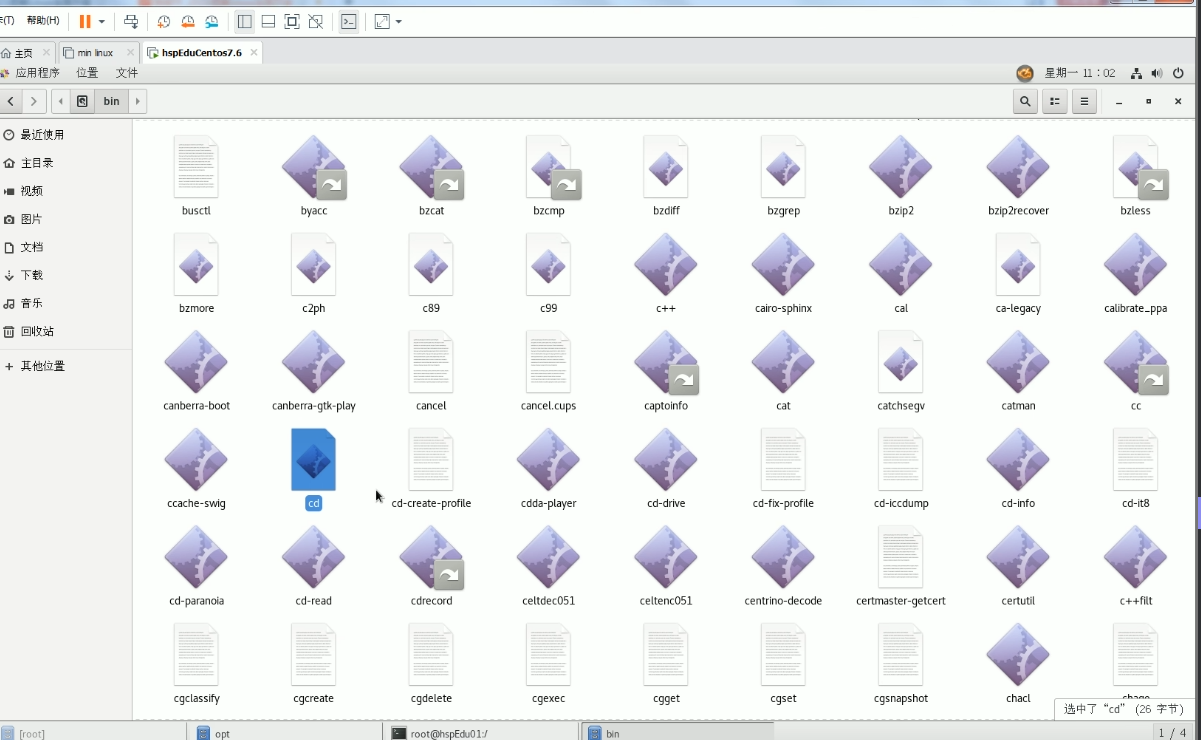 (T) 帮助(H)
主页 min linux hspEduCentos7.6
应用程序 位置 文件 星期一 11：02
bin
最近使用
主目录
视频
图片
文档
下载
音乐
回收站
其他位置
busctl byacc bzcat bzcmp bzdiff bzgrep bzip2 bzip2recover bzless
bzmore c2ph c89 c99 c++ cairo-sphinx cal ca-legacy calibrate_ppa
canberra-boot canberra-gtk-play cancel cancel.cups captoinfo cat catchsegv catman cc
ccache-swig cd cd-create-profile cdda-player cd-drive cd-fix-profile cd-iccdump cd-info cd-it8
cd-paranoia cd-read cdrecord celtdec051 celtenc051 centrino-decode certmaster-getcert certutil c++filt
cgclassify cgcreate cgdelete cgexec cgget cgset cgsnapshot chacl
选中了 “cd” (26 字节)
[root] opt root@hspEdu01:/ bin 1 / 4